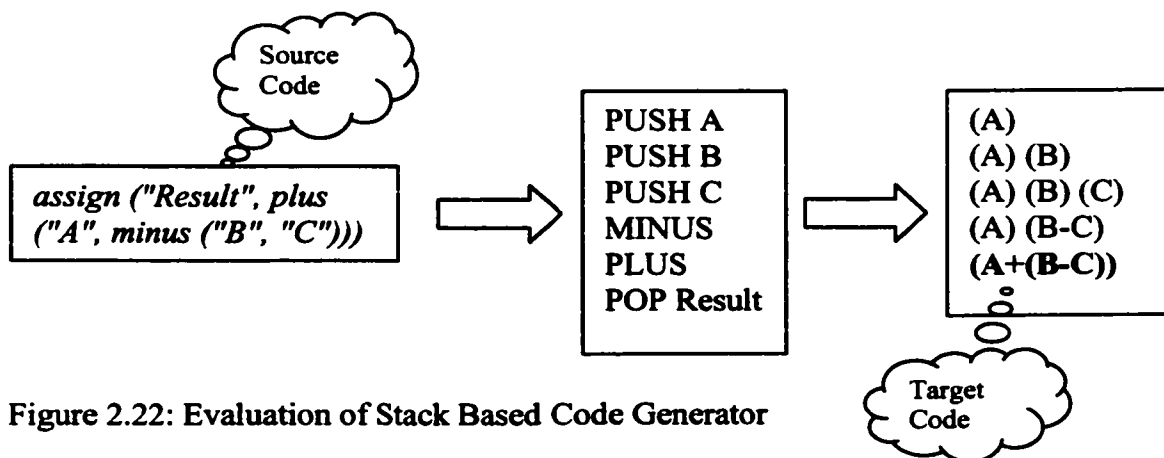 Source
Code
assign ("Result", plus
("A", minus ("B", "C")))
PUSH A
PUSH B
PUSH C
MINUS
PLUS
POP Result
(A)
(A) (B)
(A) (B) (C)
(A) (B-C)
(A+(B-C))
Target
Code
Figure 2.22: Evaluation of Stack Based Code Generator